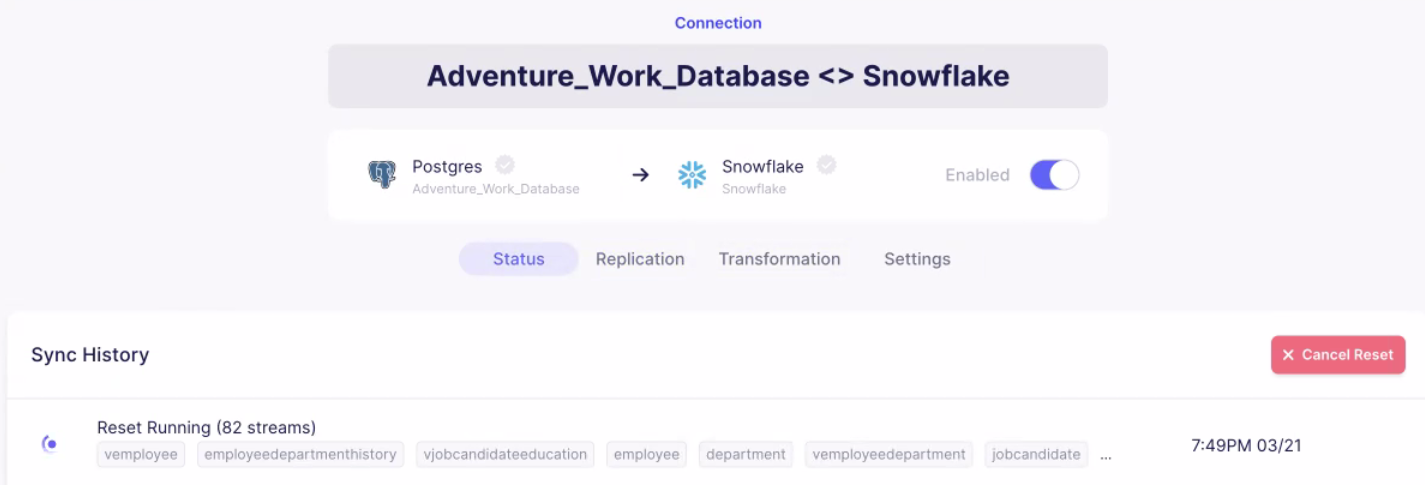 Connection
Adventure_Work_Database <> Snowflake
Postgres
Adventure_Work_Database
→
Snowflake
Snowflake
Enabled
Status Replication Transformation Settings
Sync History
× Cancel Reset
Reset Running (82 streams)
vemployee employeedepartmenthistory vjobcandidateeducation employee department vemployeedepartment jobcandidate ...
7:49PM 03/21